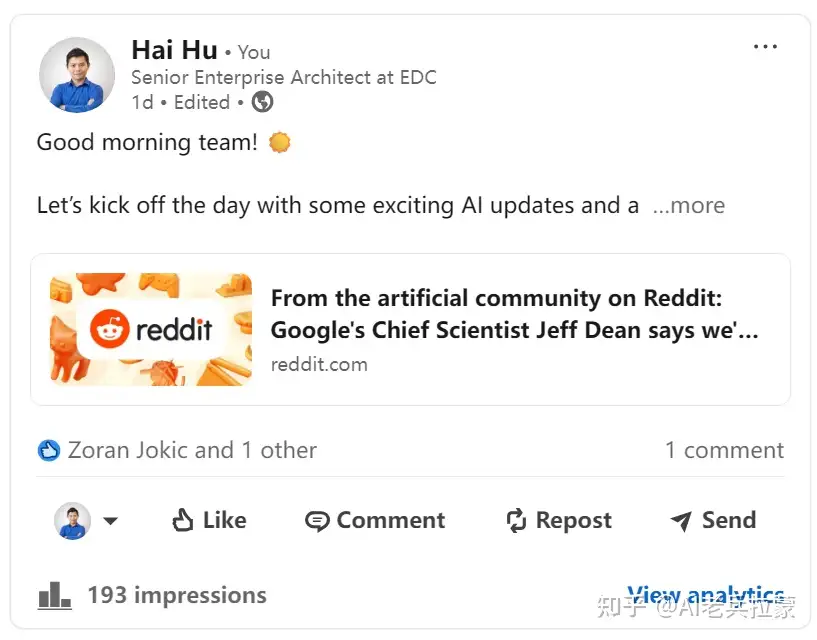 Hai Hu • You
Senior Enterprise Architect at EDC
1d • Edited •
Good morning team!
Let’s kick off the day with some exciting AI updates and a ...more
reddit
From the artificial community on Reddit:
Google's Chief Scientist Jeff Dean says we'...
reddit.com
Zoran Jokic and 1 other
1 comment
Like
Comment
Repost
Send
193 impressions
View analytics
知乎 @AI老兵拉蒙